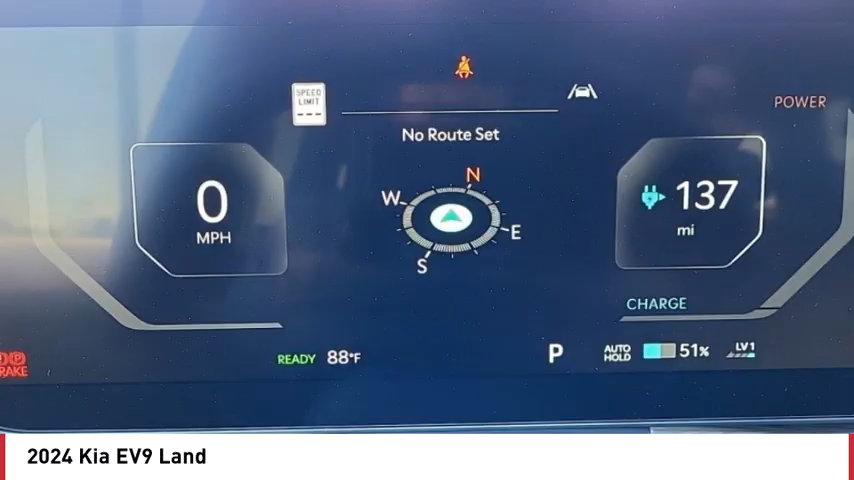 SPEED
LIMIT
---
POWER
No Route Set
N
W
E
S
0
MPH
137
mi
CHARGE
BRAKE
READY 88°F
P
AUTO
HOLD
51%
LV1
2024 Kia EV9 Land